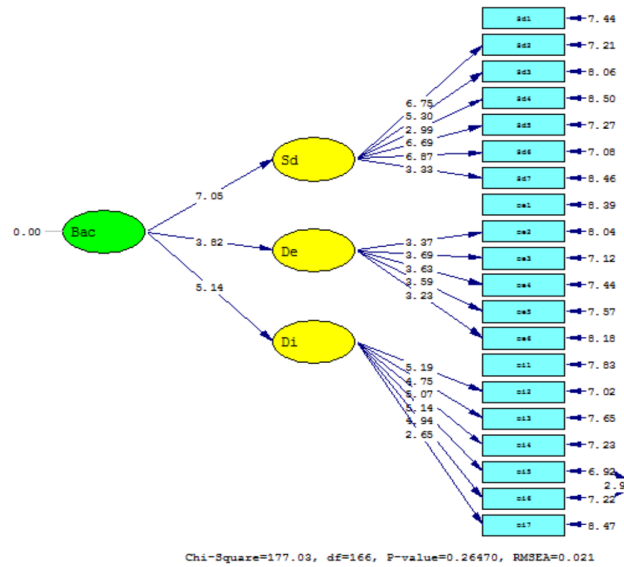 sd1 7.44
sd2 7.21
sd3 8.06
6.75 sd4 8.50
5.30
2.99 sd5 7.27
6.69
6.87 sd6 7.08
3.33
Sd sd7 8.46
7.05 8.39
0.00 Bac 8.04
3.82 De 3.37
3.69 7.12
3.63 7.44
3.59
3.23 7.57
5.14 8.18
Di 7.83
5.19 7.02
4.75
5.07 7.65
5.14
4.94 7.23
2.65 6.92
2.9
7.22
8.47
Chi-Square=177.03, df=166, P-value=0.26470, RMSEA=0.021